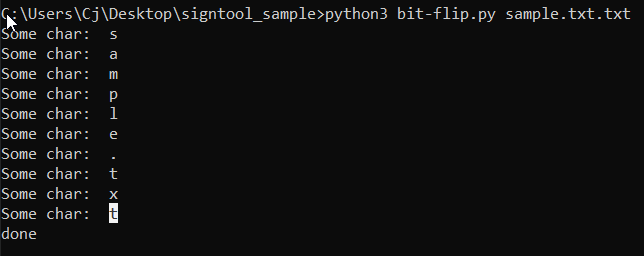 C:\Users\Cj\Desktop\signtool_sample>python3 bit-flip.py sample.txt.txt
Some char:  s
Some char:  a
Some char:  m
Some char:  p
Some char:  l
Some char:  e
Some char:  .
Some char:  t
Some char:  x
Some char:  t
done